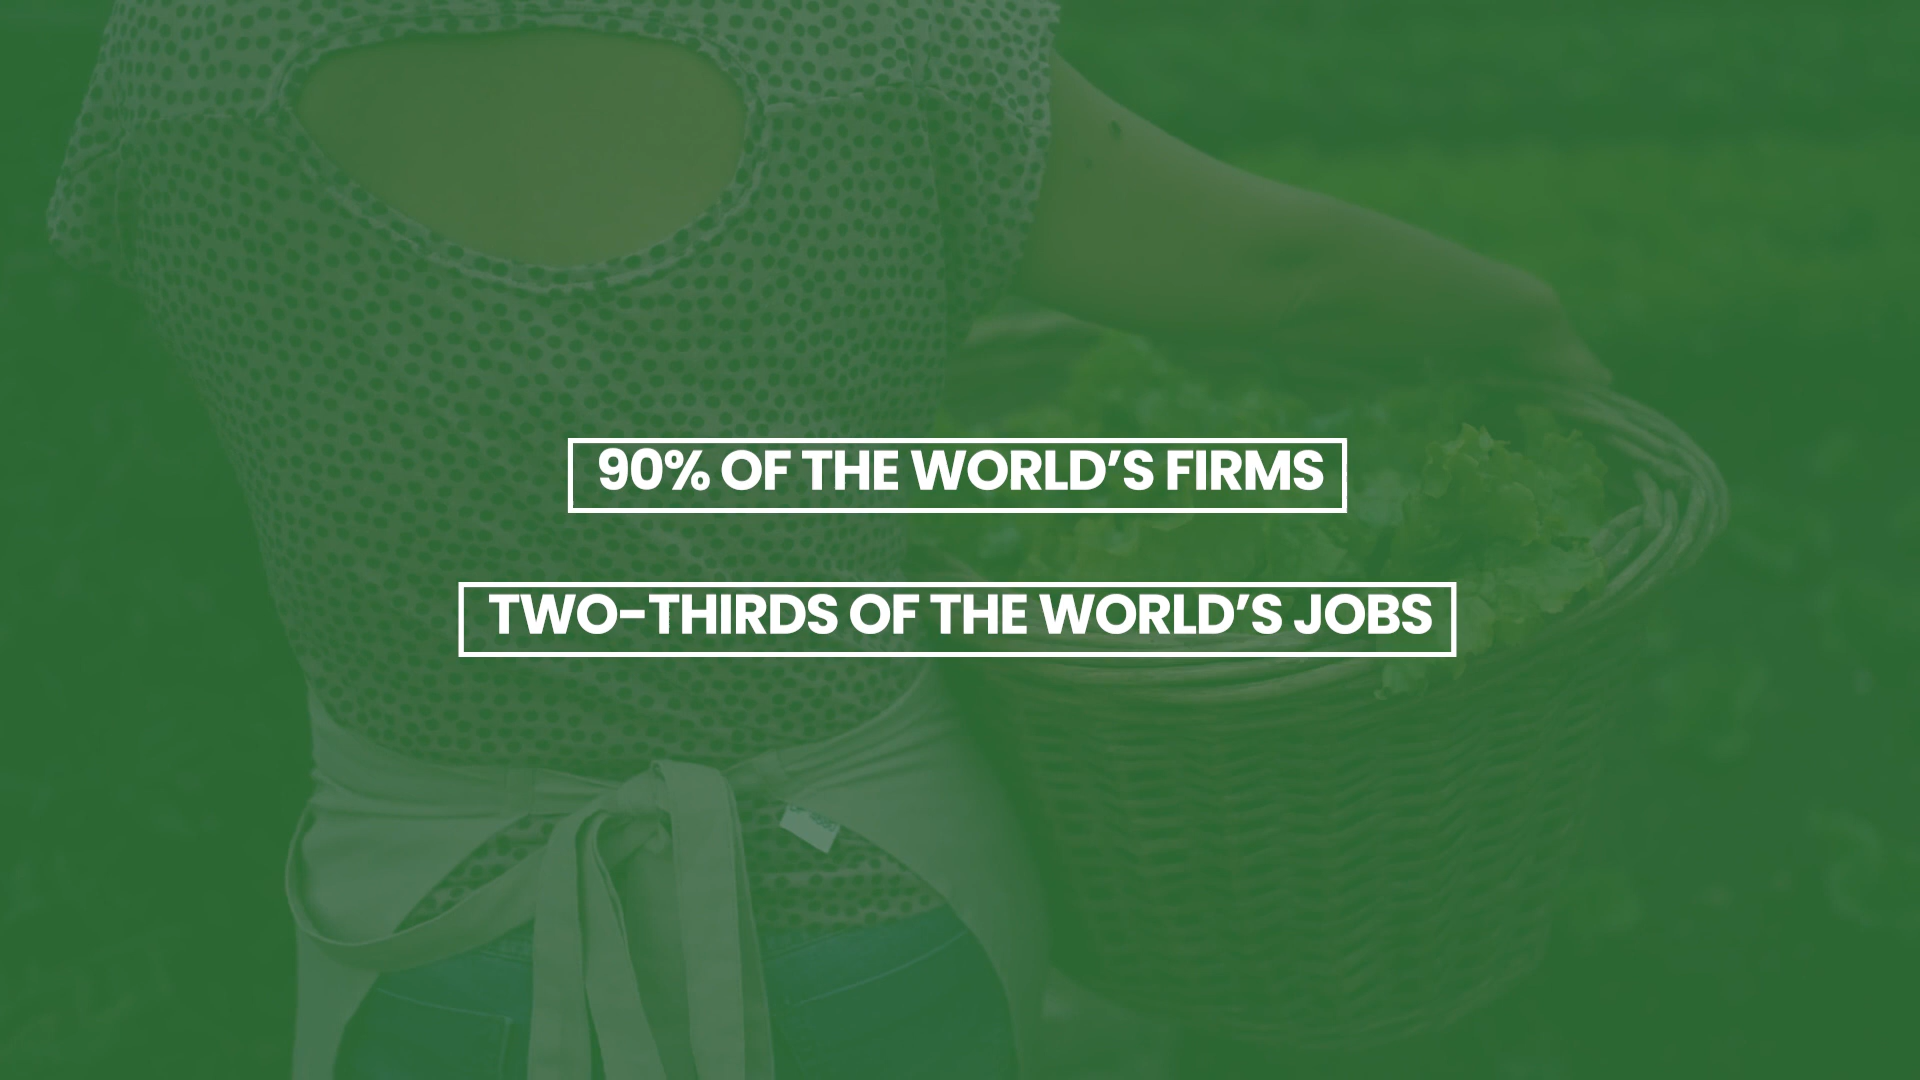 90% OF THE WORLD’S FIRMS
TWO-THIRDS OF THE WORLD’S JOBS